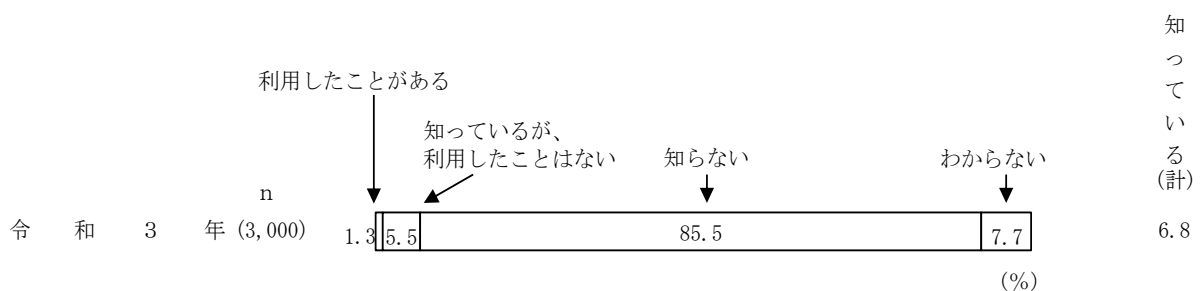 知っている(計)
利用したことがある
知っているが、
利用したことはない
知らない
わからない
n
令和3年 (3,000)
1.3 5.5 85.5 7.7 6.8
(%)